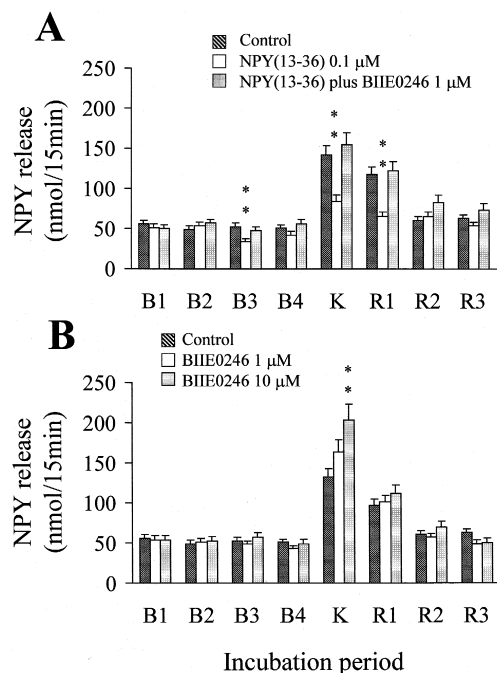 A
Control
NPY(13-36) 0.1 μM
NPY(13-36) plus BIIE0246 1 μM
NPY release
(nmol/15min)
250
200
150
100
50
0
* *
* *
* *
B1 B2 B3 B4 K R1 R2 R3
B
Control
BIIE0246 1 μM
BIIE0246 10 μM
NPY release
(nmol/15min)
250
200
150
100
50
0
* *
B1 B2 B3 B4 K R1 R2 R3
Incubation period